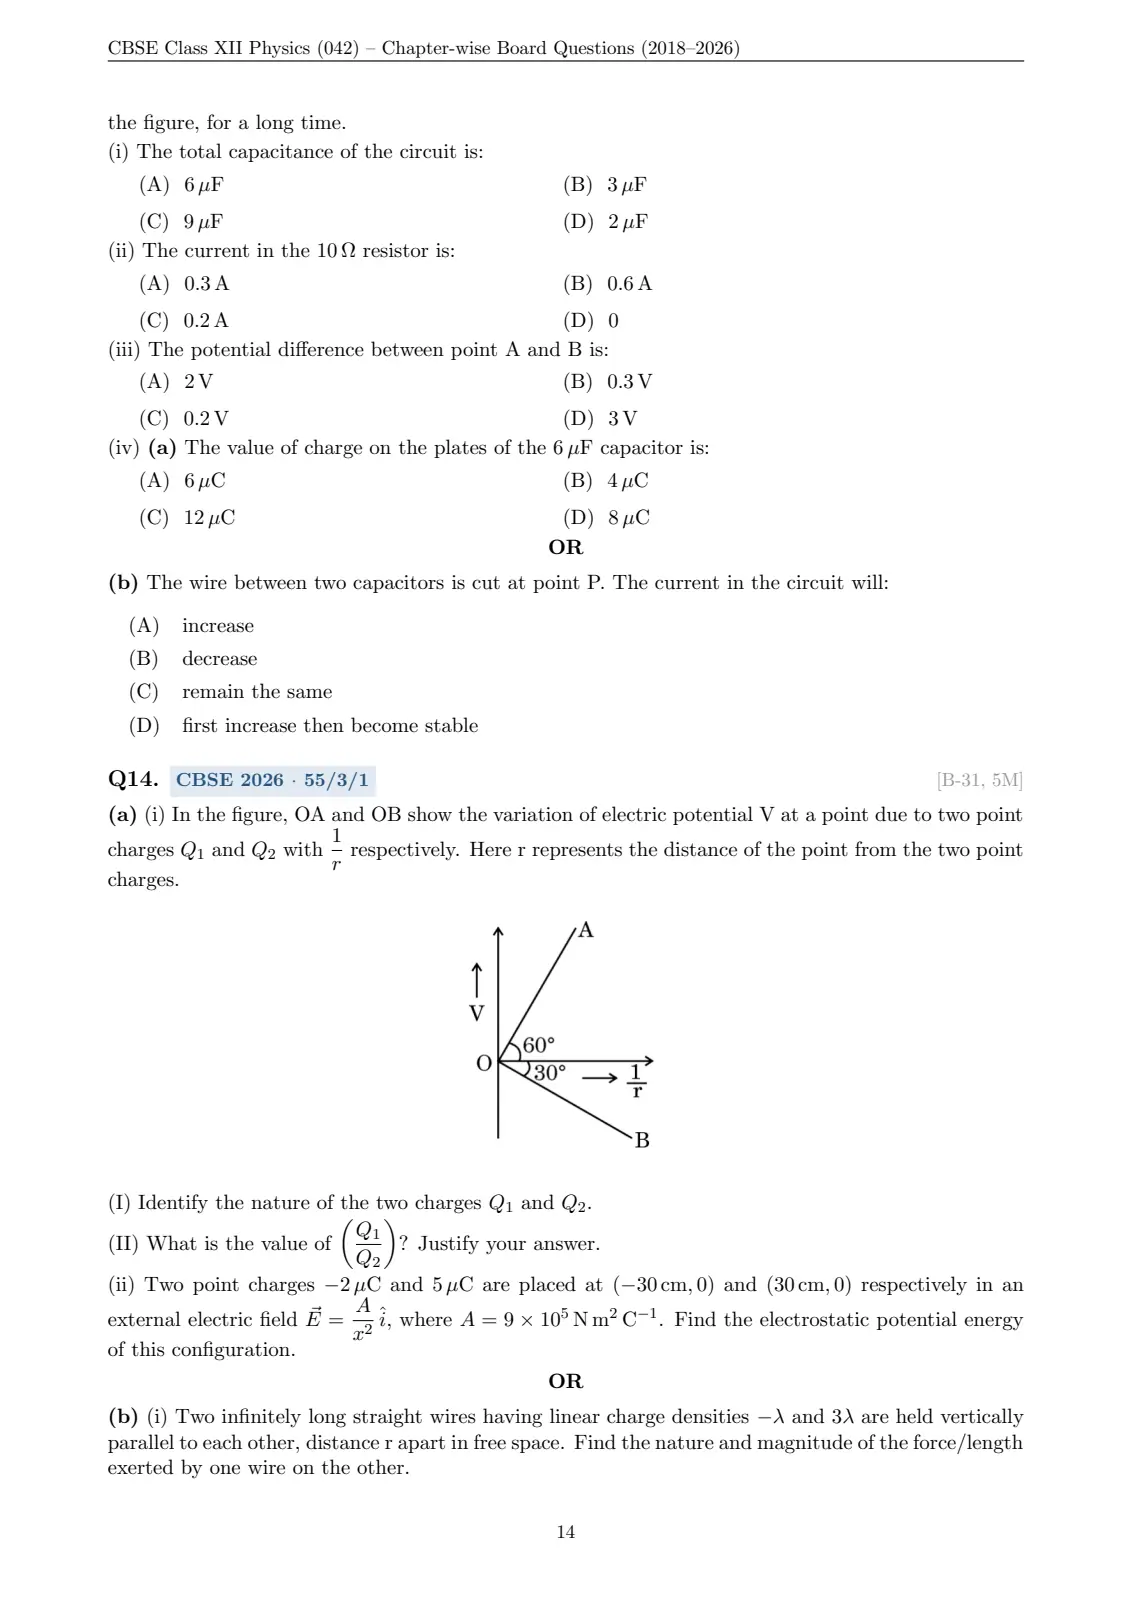 CBSE Class XII Physics (042) – Chapter-wise Board Questions (2018–2026)
the figure, for a long time.
(i) The total capacitance of the circuit is:
(A) 6 μF (B) 3 μF
(C) 9 μF (D) 2 μF
(ii) The current in the 10 Ω resistor is:
(A) 0.3 A (B) 0.6 A
(C) 0.2 A (D) 0
(iii) The potential difference between point A and B is:
(A) 2 V (B) 0.3 V
(C) 0.2 V (D) 3 V
(iv) (a) The value of charge on the plates of the 6 μF capacitor is:
(A) 6 μC (B) 4 μC
(C) 12 μC (D) 8 μC
OR
(b) The wire between two capacitors is cut at point P. The current in the circuit will:
(A) increase
(B) decrease
(C) remain the same
(D) first increase then become stable
Q14. CBSE 2026 · 55/3/1 [B-31, 5M]
(a) (i) In the figure, OA and OB show the variation of electric potential V at a point due to two point
charges Q₁ and Q₂ with 1/r respectively. Here r represents the distance of the point from the two point
charges.
A
V
60°
O
30°
→ 1/r
B
(I) Identify the nature of the two charges Q₁ and Q₂.
(II) What is the value of (Q₁/Q₂)? Justify your answer.
(ii) Two point charges −2 μC and 5 μC are placed at (−30 cm, 0) and (30 cm, 0) respectively in an
external electric field E⃗ = A/x² î, where A = 9 × 10⁵ N m² C⁻¹. Find the electrostatic potential energy
of this configuration.
OR
(b) (i) Two infinitely long straight wires having linear charge densities −λ and 3λ are held vertically
parallel to each other, distance r apart in free space. Find the nature and magnitude of the force/length
exerted by one wire on the other.
14